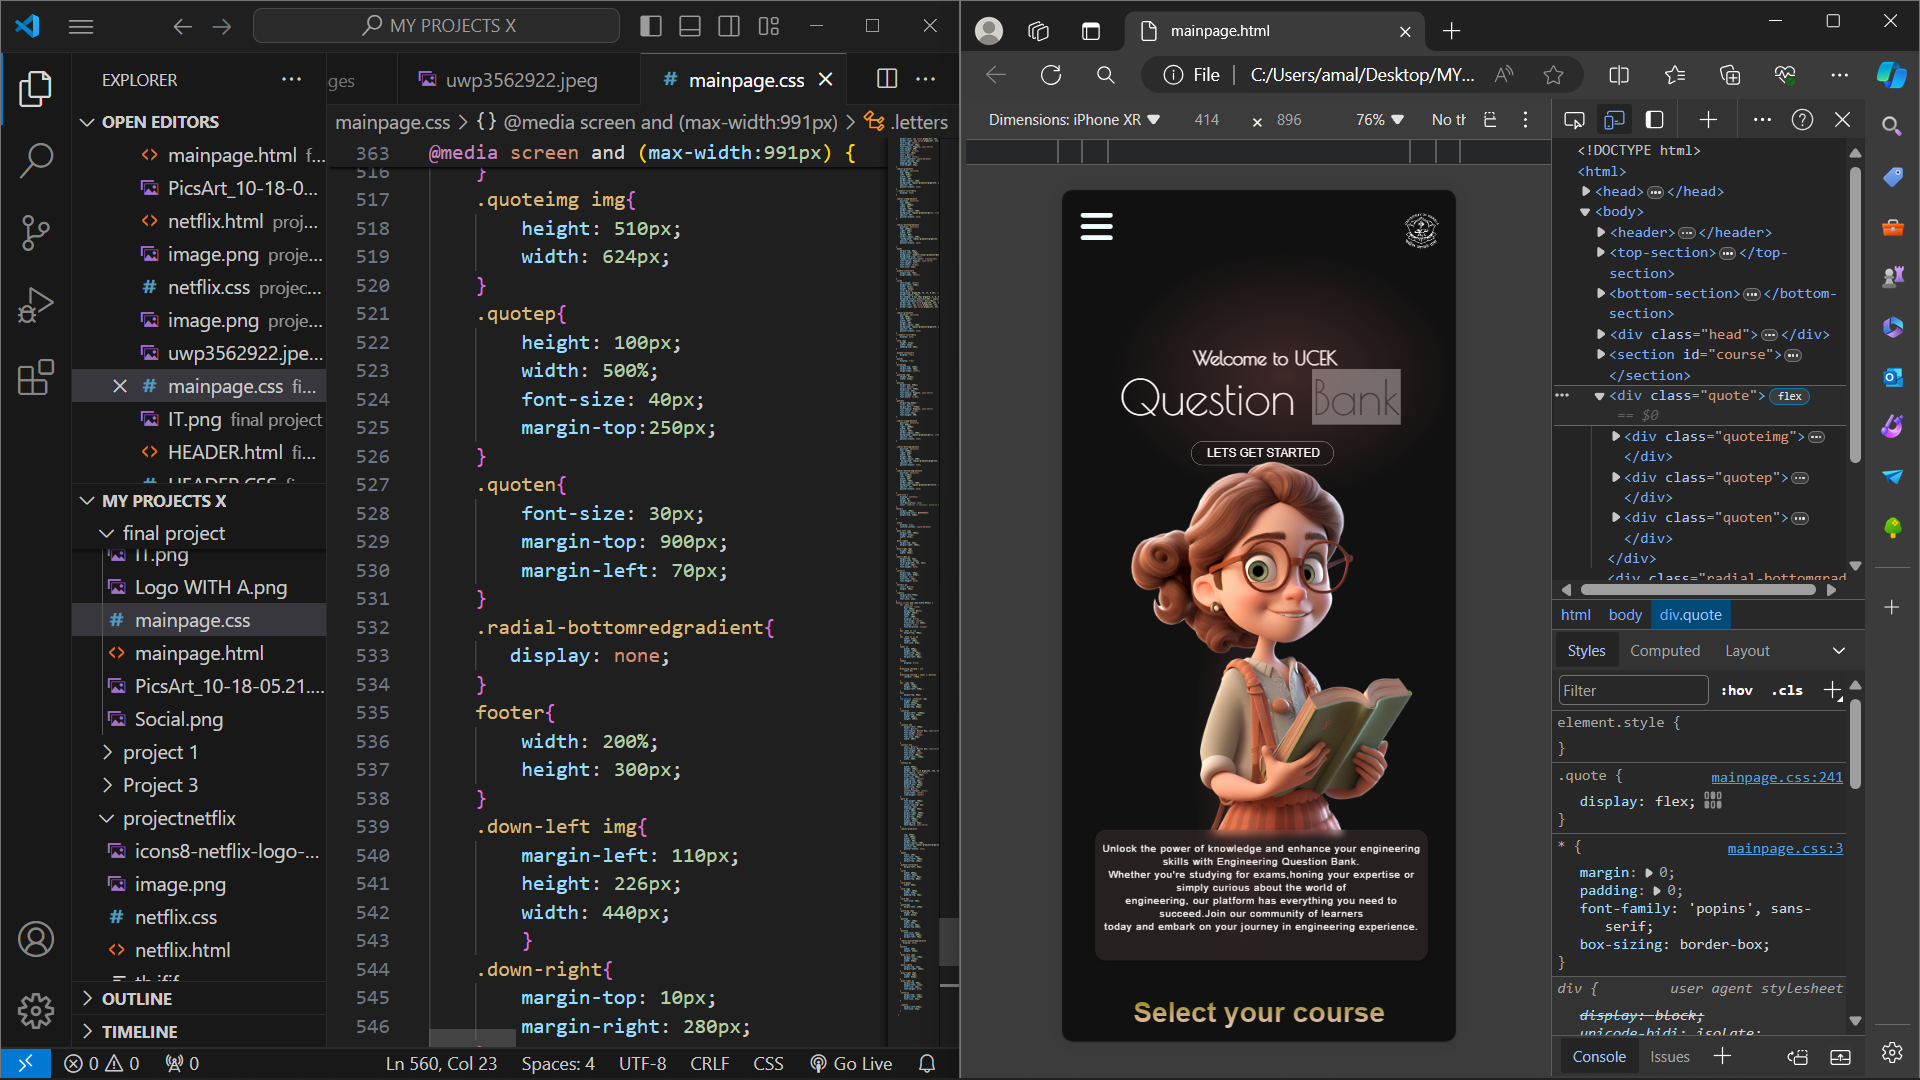 MY PROJECTS X
EXPLORER
OPEN EDITORS
mainpage.html f...
PicsArt_10-18-0...
netflix.html proj...
image.png proje...
netflix.css projec...
image.png proje...
uwp3562922.jpe...
mainpage.css fi...
IT.png final project
HEADER.html fi...
HEADER.CSS fi...
MY PROJECTS X
final project
IT.png
Logo WITH A.png
mainpage.css
mainpage.html
PicsArt_10-18-05.21....
Social.png
project 1
Project 3
projectnetflix
icons8-netflix-logo-...
image.png
netflix.css
netflix.html
OUTLINE
TIMELINE
ges
uwp3562922.jpeg
# mainpage.css
mainpage.css > {} @media screen and (max-width:991px) > .letters
363 @media screen and (max-width:991px) {
516 }
517 .quoteimg img{
518 height: 510px;
519 width: 624px;
520 }
521 .quotep{
522 height: 100px;
523 width: 500%;
524 font-size: 40px;
525 margin-top:250px;
526 }
527 .quoten{
528 font-size: 30px;
529 margin-top: 900px;
530 margin-left: 70px;
531 }
532 .radial-bottomredgradient{
533 display: none;
534 }
535 footer{
536 width: 200%;
537 height: 300px;
538 }
539 .down-left img{
540 margin-left: 110px;
541 height: 226px;
542 width: 440px;
543 }
544 .down-right{
545 margin-top: 10px;
546 margin-right: 280px;
0 0 0
Ln 560, Col 23 Spaces: 4 UTF-8 CRLF CSS Go Live
mainpage.html
File C:/Users/amal/Desktop/MY...
Dimensions: iPhone XR 414 × 896 76% No th
Welcome to UCEK
Question Bank
LETS GET STARTED
Unlock the power of knowledge and enhance your engineering
skills with Engineering Question Bank.
Whether you're studying for exams,honing your expertise or
simply curious about the world of
engineering, our platform has everything you need to
succeed.Join our community of learners
today and embark on your journey in engineering experience.
Select your course
<!DOCTYPE html>
<html>
<head> ... </head>
<body>
<header> ... </header>
<top-section> ... </top-
section>
<bottom-section> ... </bottom-
section>
<div class="head"> ... </div>
<section id="course"> ...
</section>
<div class="quote"> flex
== $0
<div class="quoteimg"> ...
</div>
<div class="quotep"> ...
</div>
<div class="quoten"> ...
</div>
</div>
<div class="radial-bottomgrad
html body div.quote
Styles Computed Layout
Filter :hov .cls
element.style {
}
.quote { mainpage.css:241
display: flex;
}
* { mainpage.css:3
margin: 0;
padding: 0;
font-family: 'popins', sans-
serif;
box-sizing: border-box;
}
div { user agent stylesheet
display: block;
unicode-bidi: isolate;
Console Issues